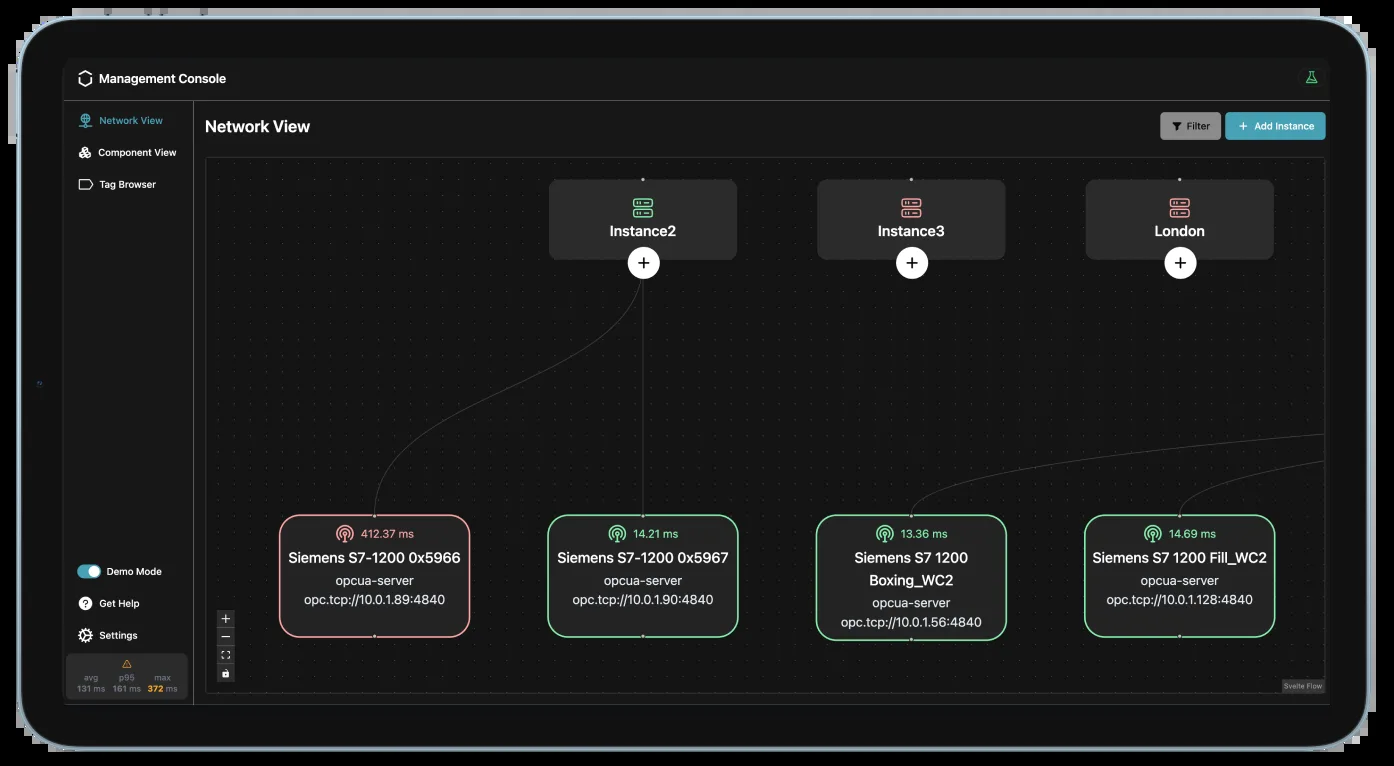 Management Console
Network View
Component View
Tag Browser
Network View
Filter
+ Add Instance
Instance2
+
Instance3
+
London
+
412.37 ms
Siemens S7-1200 0x5966
opcua-server
opc.tcp://10.0.1.89:4840
14.21 ms
Siemens S7-1200 0x5967
opcua-server
opc.tcp://10.0.1.90:4840
13.36 ms
Siemens S7 1200
Boxing_WC2
opcua-server
opc.tcp://10.0.1.56:4840
14.69 ms
Siemens S7 1200 Fill_WC2
opcua-server
opc.tcp://10.0.1.128:4840
Demo Mode
? Get Help
Settings
avg p95 max
131 ms 161 ms 372 ms
+
−
Svelte Flow